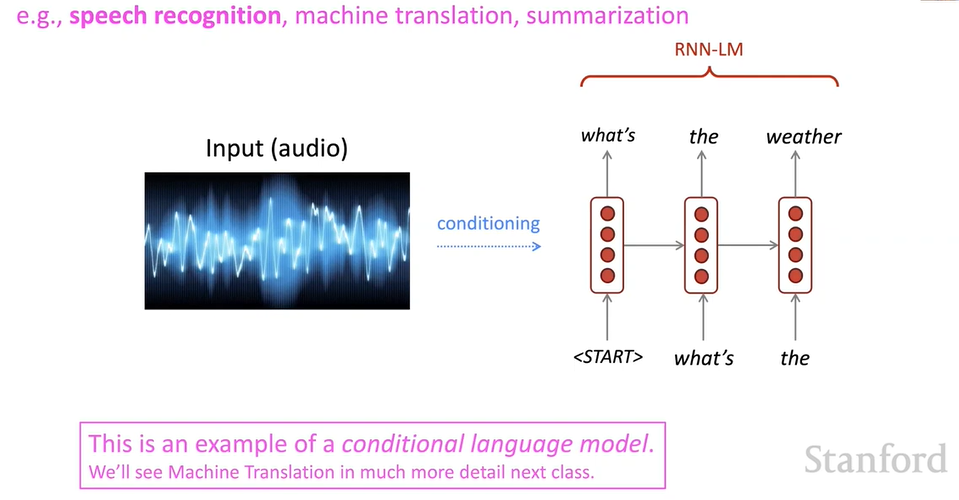 e.g., speech recognition, machine translation, summarization
RNN-LM
what's the weather
Input (audio)
conditioning
<START> what's the
This is an example of a conditional language model.
We'll see Machine Translation in much more detail next class.
Stanford